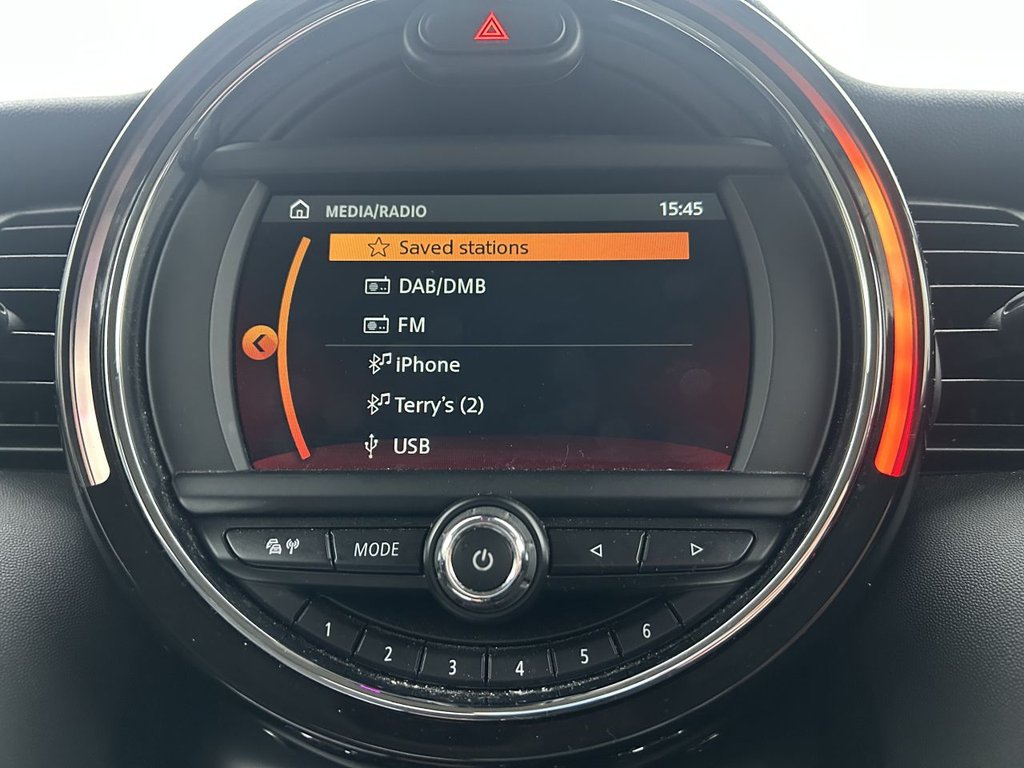 MEDIA/RADIO 15:45
Saved stations
DAB/DMB
FM
iPhone
Terry's (2)
USB
MODE
1 2 3 4 5 6